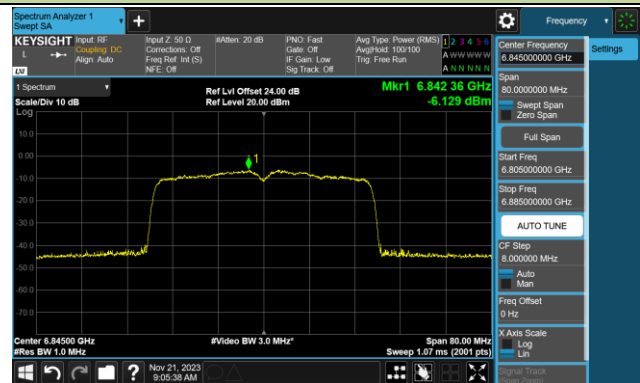 Spectrum Analyzer 1
Swept SA
Frequency
KEYSIGHT
L
LXI
Input: RF
Coupling: DC
Align: Auto
Input Z: 50 Ω
Corrections: Off
Freq Ref: Int (S)
NFE: Off
#Atten: 20 dB
PNO: Fast
Gate: Off
IF Gain: Low
Sig Track: Off
Avg Type: Power (RMS)
Avg|Hold: 100/100
Trig: Free Run
1 2 3 4 5 6
A W W W W W
A N N N N N
1 Spectrum
Scale/Div 10 dB
Log
Ref Lvl Offset 24.00 dB
Ref Level 20.00 dBm
Mkr1 6.842 36 GHz
-6.129 dBm
10.0
0.00
-10.0
-20.0
-30.0
-40.0
-50.0
-60.0
-70.0
1
Center 6.84500 GHz
#Res BW 1.0 MHz
#Video BW 3.0 MHz*
Span 80.00 MHz
Sweep 1.07 ms (2001 pts)
Nov 21, 2023
9:05:38 AM
Center Frequency
6.845000000 GHz
Settings
Span
80.0000000 MHz
Swept Span
Zero Span
Full Span
Start Freq
6.805000000 GHz
Stop Freq
6.885000000 GHz
AUTO TUNE
CF Step
8.000000 MHz
Auto
Man
Freq Offset
0 Hz
X Axis Scale
Log
Lin
Signal Track